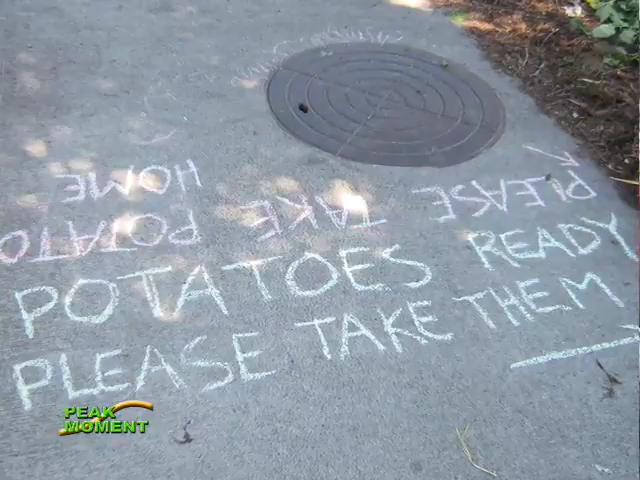 POTATOES READY
PLEASE TAKE THEM
PLEASE TAKE HOME
POTATO
PEAK
MOMENT